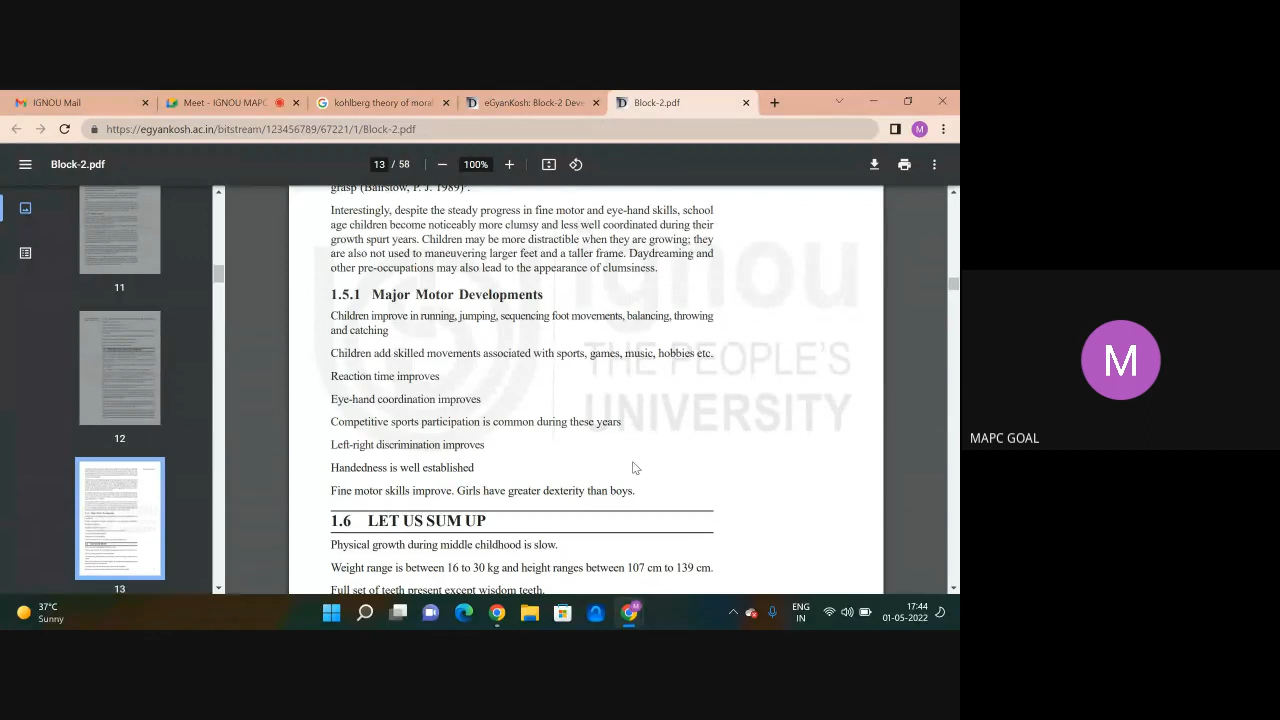 IGNOU Mail
Meet - IGNOU MAPC
kohlberg theory of mora
eGyanKosh: Block-2 Deve
Block-2.pdf
https://egyankosh.ac.in/bitstream/123456789/67221/1/Block-2.pdf
M
Block-2.pdf
13 / 58
100%
11
12
13
grasp (Bairstow, P. J. 1989)
Interestingly, despite the steady progress in fine motor and eye-hand skills, school
age children become noticeably more clumsy and less well coordinated during their
growth spurt years. Children may be more distractible when they are growing; they
are also not used to maneuvering larger feet and a taller frame. Daydreaming and
other pre-occupations may also lead to the appearance of clumsiness.
1.5.1 Major Motor Developments
Children improve in running, jumping, sequencing foot movements, balancing, throwing
and catching
Children learn skilled movements associated with sports, games, music, hobbies etc.
Reaction time improves
Eye-hand coordination improves
Competitive sports participation is common during these years
Left-right discrimination improves
Handedness is well established
Fine motor skills improve. Girls have greater dexterity than boys.
1.6 LET US SUM UP
Physical growth during middle childhood is slow.
Weight range is between 16 to 30 kg and height ranges between 107 cm to 139 cm.
Full set of teeth present except wisdom teeth.
ignou
THE PEOPLE'S
UNIVERSITY
37°C
Sunny
ENG
IN
17:44
01-05-2022
M
MAPC GOAL